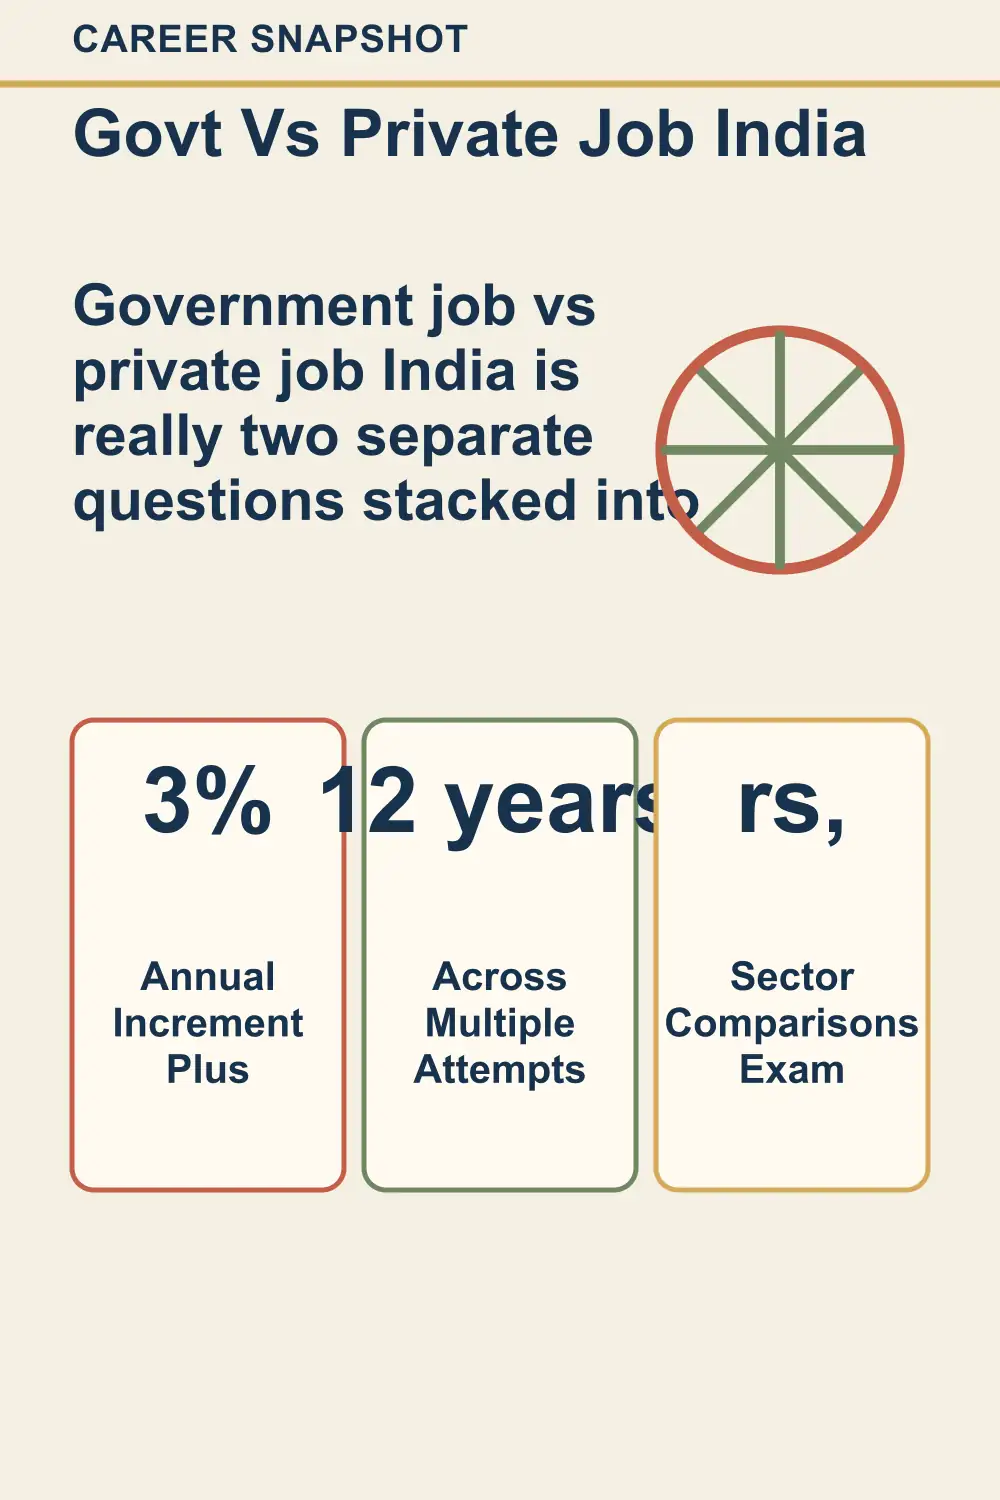 CAREER SNAPSHOT
Govt Vs Private Job India
Government job vs
private job India is
really two separate
questions stacked into
3%
12 years
rs,
Annual
Increment
Plus
Across
Multiple
Attempts
Sector
Comparisons
Exam